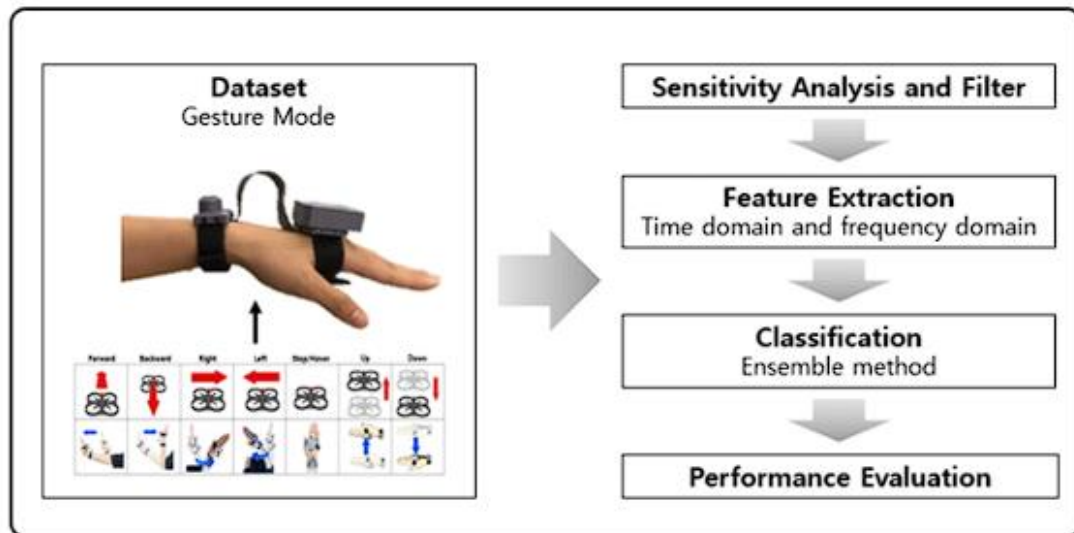 Dataset
Gesture Mode
Forward Backward Right Left Stop/Hover Up Down
Sensitivity Analysis and Filter
Feature Extraction
Time domain and frequency domain
Classification
Ensemble method
Performance Evaluation